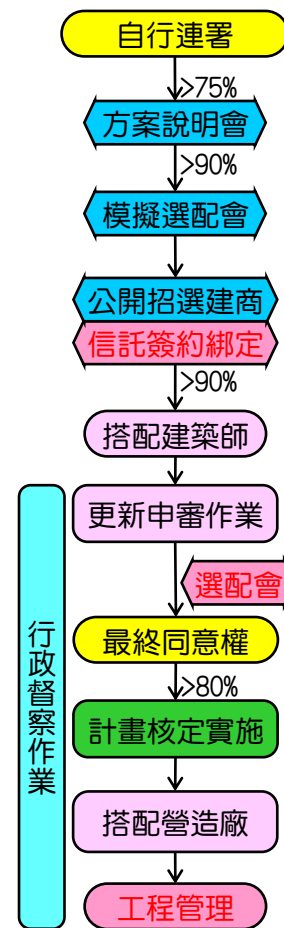 自行連署
>75%
方案說明會
>90%
模擬選配會
公開招選建商
信託簽約綁定
>90%
搭配建築師
更新申審作業
選配會
行政督察作業
最終同意權
>80%
計畫核定實施
搭配營造廠
工程管理